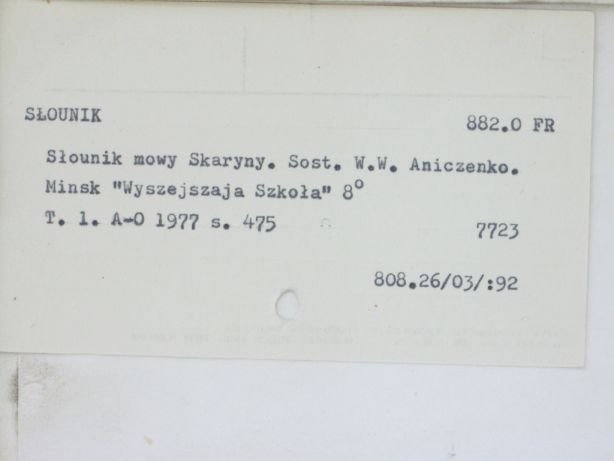 SŁOUNIK
882.0 FR
Słounik mowy Skaryny. Sost. W.W. Aniczenko.
Minsk "Wyszejszaja Szkoła" 8°
T. 1. A-O 1977 s. 475
7723
808.26/03/:92